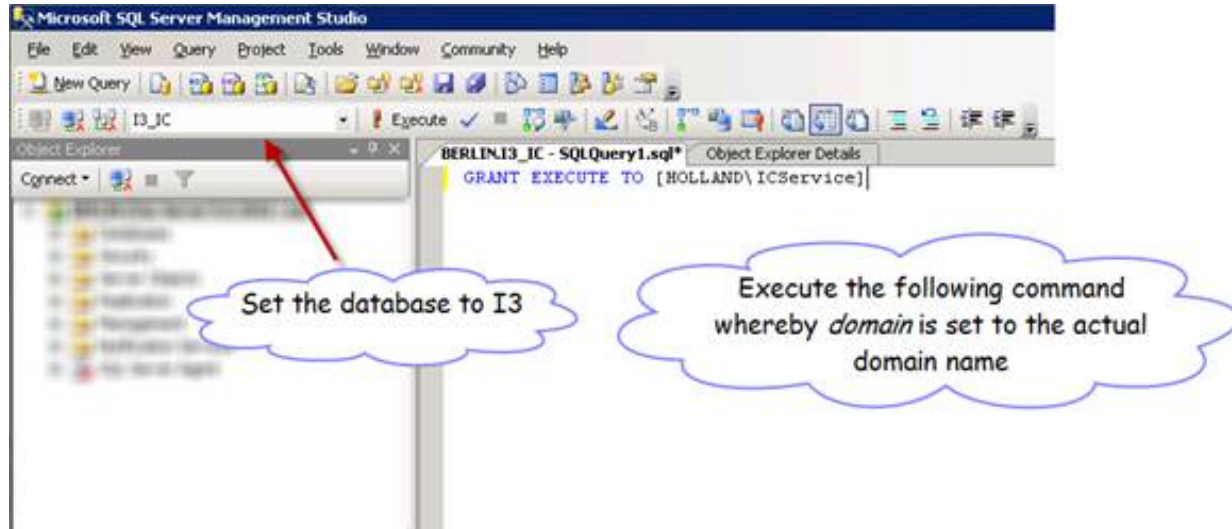 Microsoft SQL Server Management Studio
File Edit View Query Project Tools Window Community Help
New Query
I3_IC Execute
Object Explorer
BERLIN.I3_IC - SQLQuery1.sql* Object Explorer Details
Connect
GRANT EXECUTE TO [HOLLAND\ICService]
Set the database to I3
Execute the following command
whereby domain is set to the actual
domain name